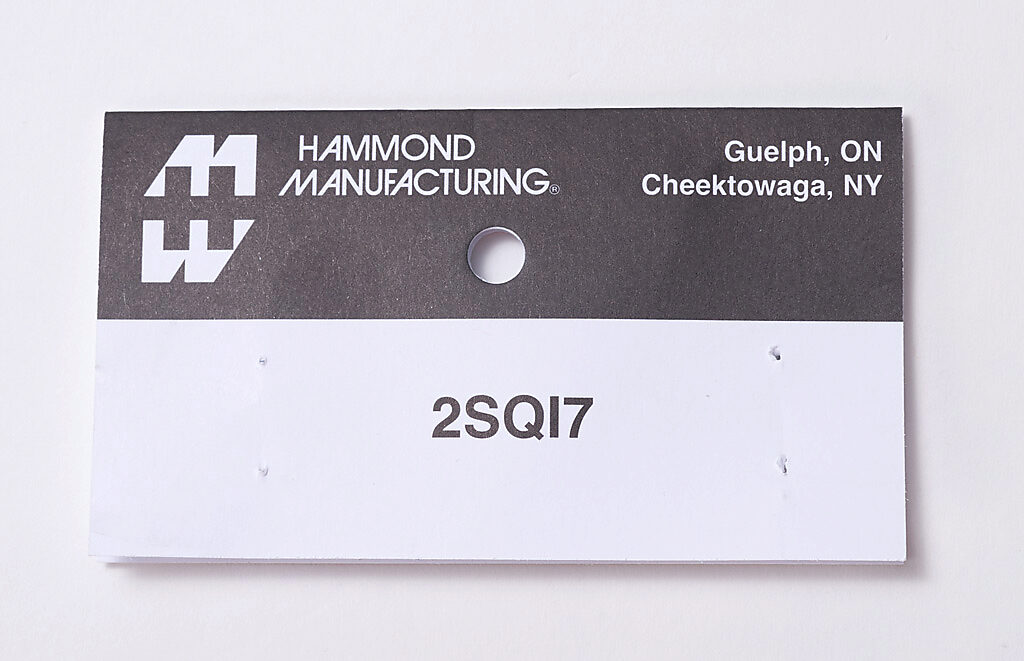 HAMMOND
MANUFACTURING®
Guelph, ON
Cheektowaga, NY
2SQI7